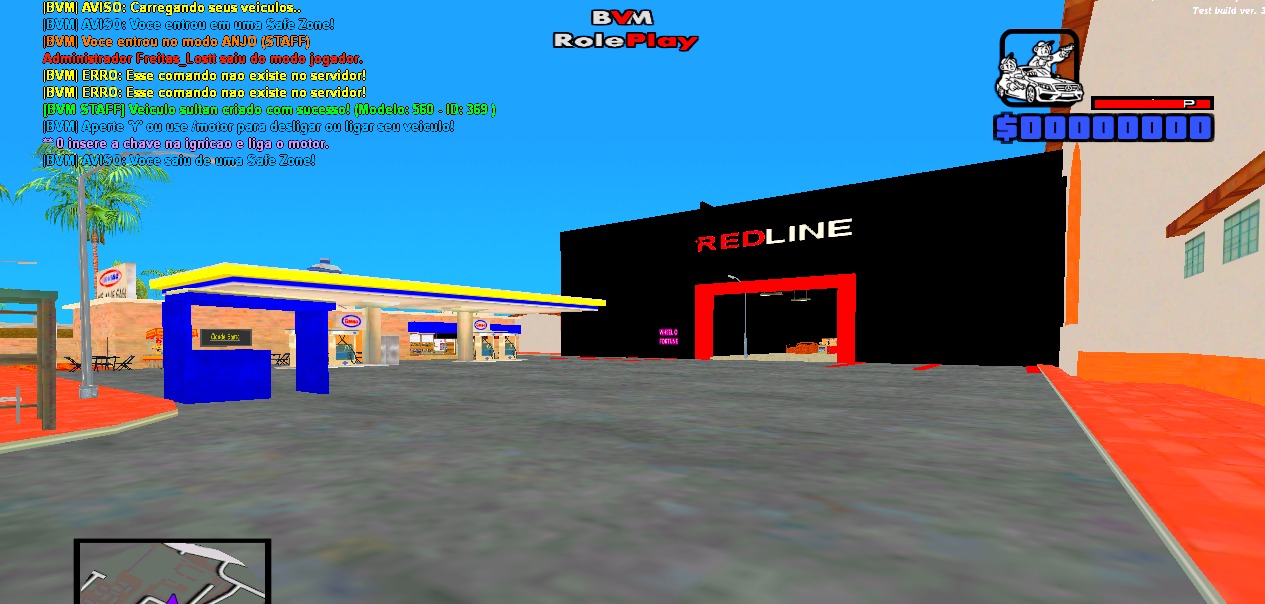 |BVM| AVISO: Carregando seus veiculos..
|BVM| AVISO: Voce entrou em uma Safe Zone!
|BVM| Voce entrou no modo ANJO (STAFF)
Administrador Freitas_Lostt saiu do modo jogador.
|BVM| ERRO: Esse comando nao existe no servidor!
|BVM| ERRO: Esse comando nao existe no servidor!
[BVM STAFF] Veiculo sultan criado com sucesso! (Modelo: 560 - ID: 369 )
|BVM| Aperte 'Y' ou use /motor para desligar ou ligar seu veiculo!
** O insere a chave na ignicao e liga o motor.
|BVM| AVISO: Voce saiu de uma Safe Zone!
BVM
RolePlay
Test build ver. 3
P
$00000000
REDLINE
WHEEL O
FORTUNE